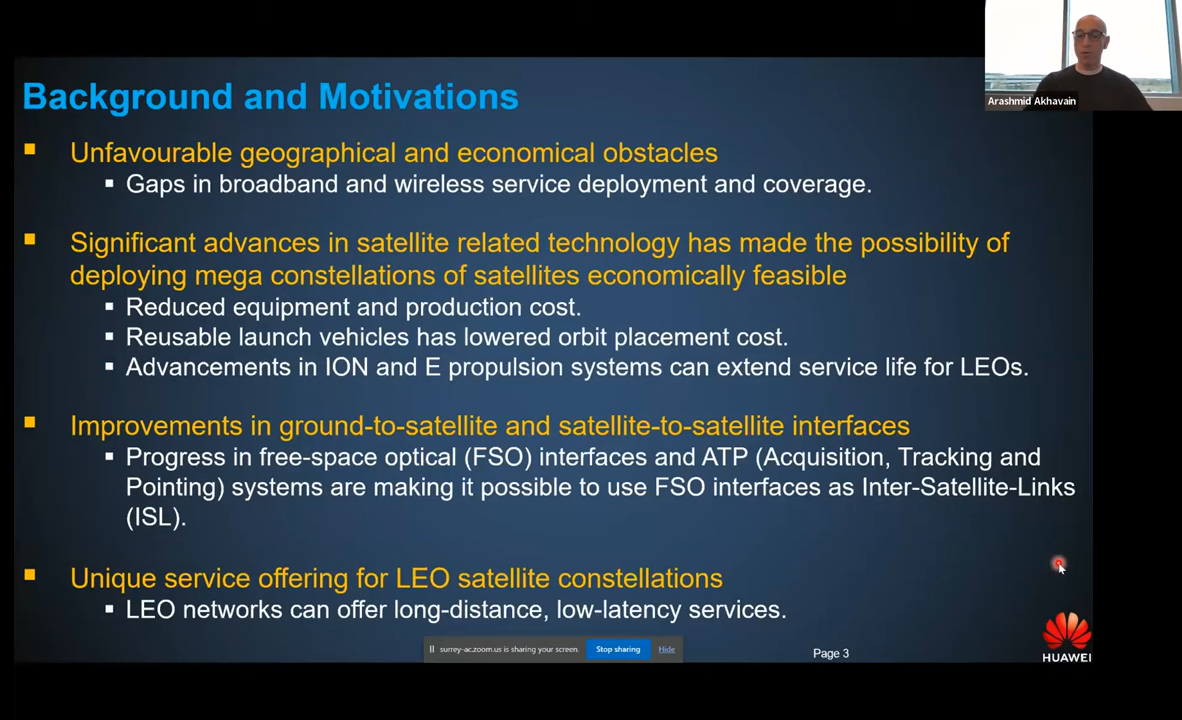 Background and Motivations
Arashmid Akhavain
▪ Unfavourable geographical and economical obstacles
▪ Gaps in broadband and wireless service deployment and coverage.
▪ Significant advances in satellite related technology has made the possibility of
deploying mega constellations of satellites economically feasible
▪ Reduced equipment and production cost.
▪ Reusable launch vehicles has lowered orbit placement cost.
▪ Advancements in ION and E propulsion systems can extend service life for LEOs.
▪ Improvements in ground-to-satellite and satellite-to-satellite interfaces
▪ Progress in free-space optical (FSO) interfaces and ATP (Acquisition, Tracking and
Pointing) systems are making it possible to use FSO interfaces as Inter-Satellite-Links
(ISL).
▪ Unique service offering for LEO satellite constellations
▪ LEO networks can offer long-distance, low-latency services.
surrey-ac.zoom.us is sharing your screen. Stop sharing Hide
Page 3
HUAWEI